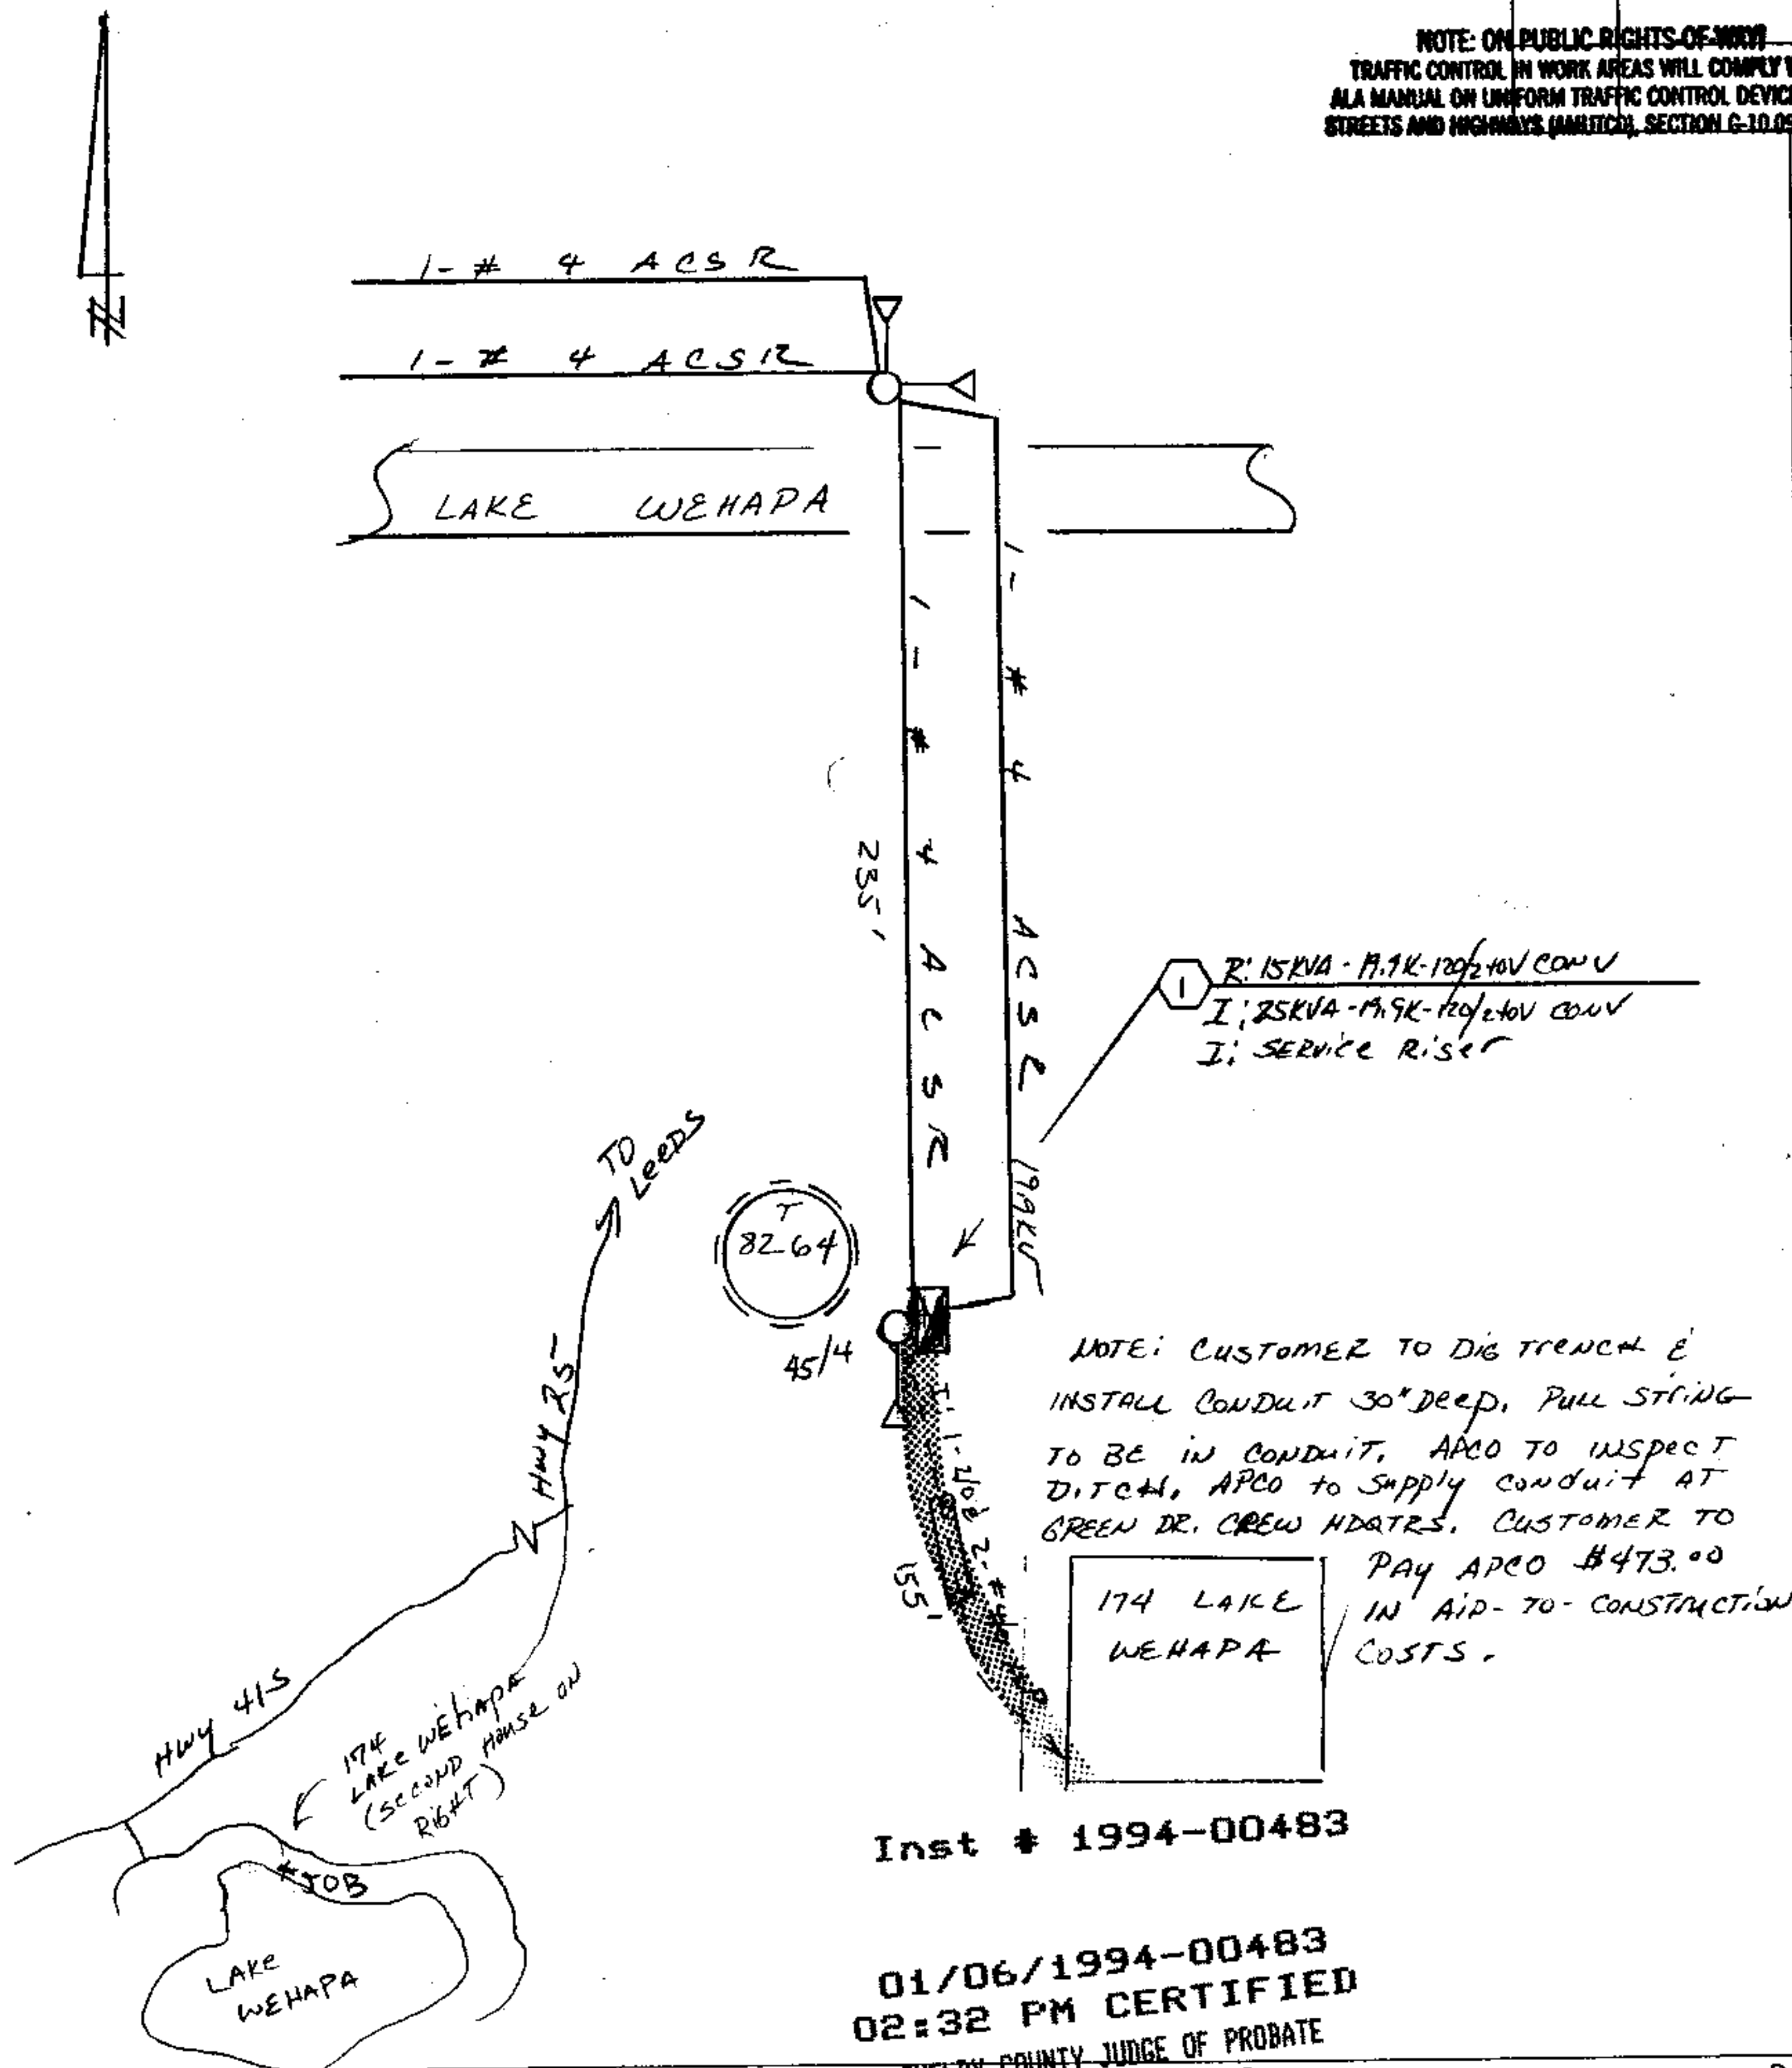 NOTE: ON PUBLIC RIGHTS-OF-WAY
TRAFFIC CONTROL IN WORK AREAS WILL COMPLY
ALA MANUAL ON UNIFORM TRAFFIC CONTROL
STREETS AND HIGHWAYS (AMUTCD), SECTION
N
1-# 4 ACSR
1-# 4 ACSR
LAKE WEHAPA
1-# 4 ACSR
1-# 4 ACSR
235'
1
R: 15KVA - 19.9K-120/240V CONV
I: 25KVA-19.9K-120/240V CONV
I: SERVICE RISER
19.9KV
TO
LEEDS
T
8264
45/4
HWY 25
NOTE: CUSTOMER TO DIG TRENCH &
INSTALL CONDUIT 30" DEEP. PULL STRING
TO BE IN CONDUIT. APCO TO INSPECT
DITCH. APCO TO SUPPLY CONDUIT AT
GREEN DR. CREW HDQTRS. CUSTOMER TO
PAY APCO $473.00
IN AID-TO-CONSTRUCTION
COSTS.
155'
174 LAKE
WEHAPA
HWY 41S
174
LAKE WEHAPA
(SECOND HOUSE ON
RIGHT)
JOB
LAKE
WEHAPA
Inst # 1994-00483
01/06/1994-00483
02:32 PM CERTIFIED
COUNTY JUDGE OF PROBATE